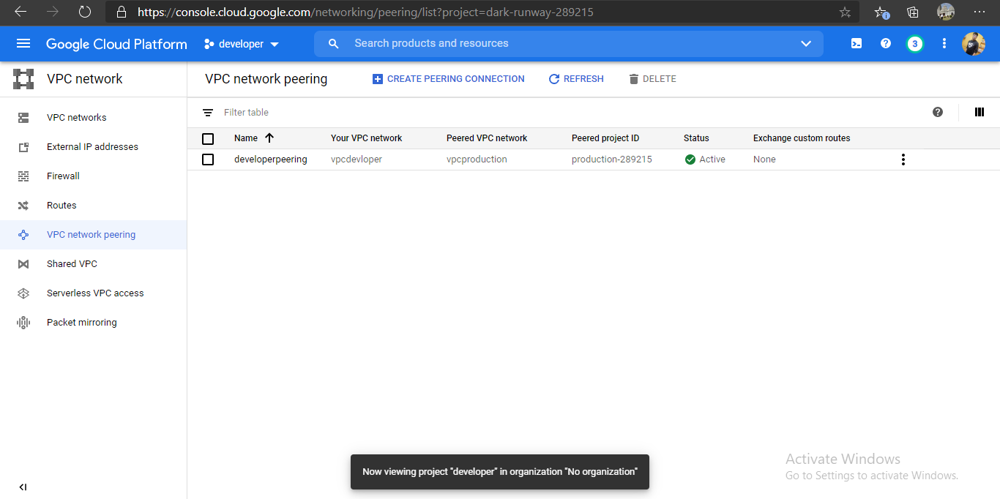 https://console.cloud.google.com/networking/peering/list?project=dark-runway-289215
Google Cloud Platform
developer
Search products and resources
3
VPC network
VPC network peering
CREATE PEERING CONNECTION
REFRESH
DELETE
VPC networks
External IP addresses
Firewall
Routes
VPC network peering
Shared VPC
Serverless VPC access
Packet mirroring
Filter table
Name Your VPC network Peered VPC network Peered project ID Status Exchange custom routes
developerpeering vpcdevloper vpcproduction production-289215 Active None
Now viewing project "developer" in organization "No organization"
Activate Windows
Go to Settings to activate Windows.